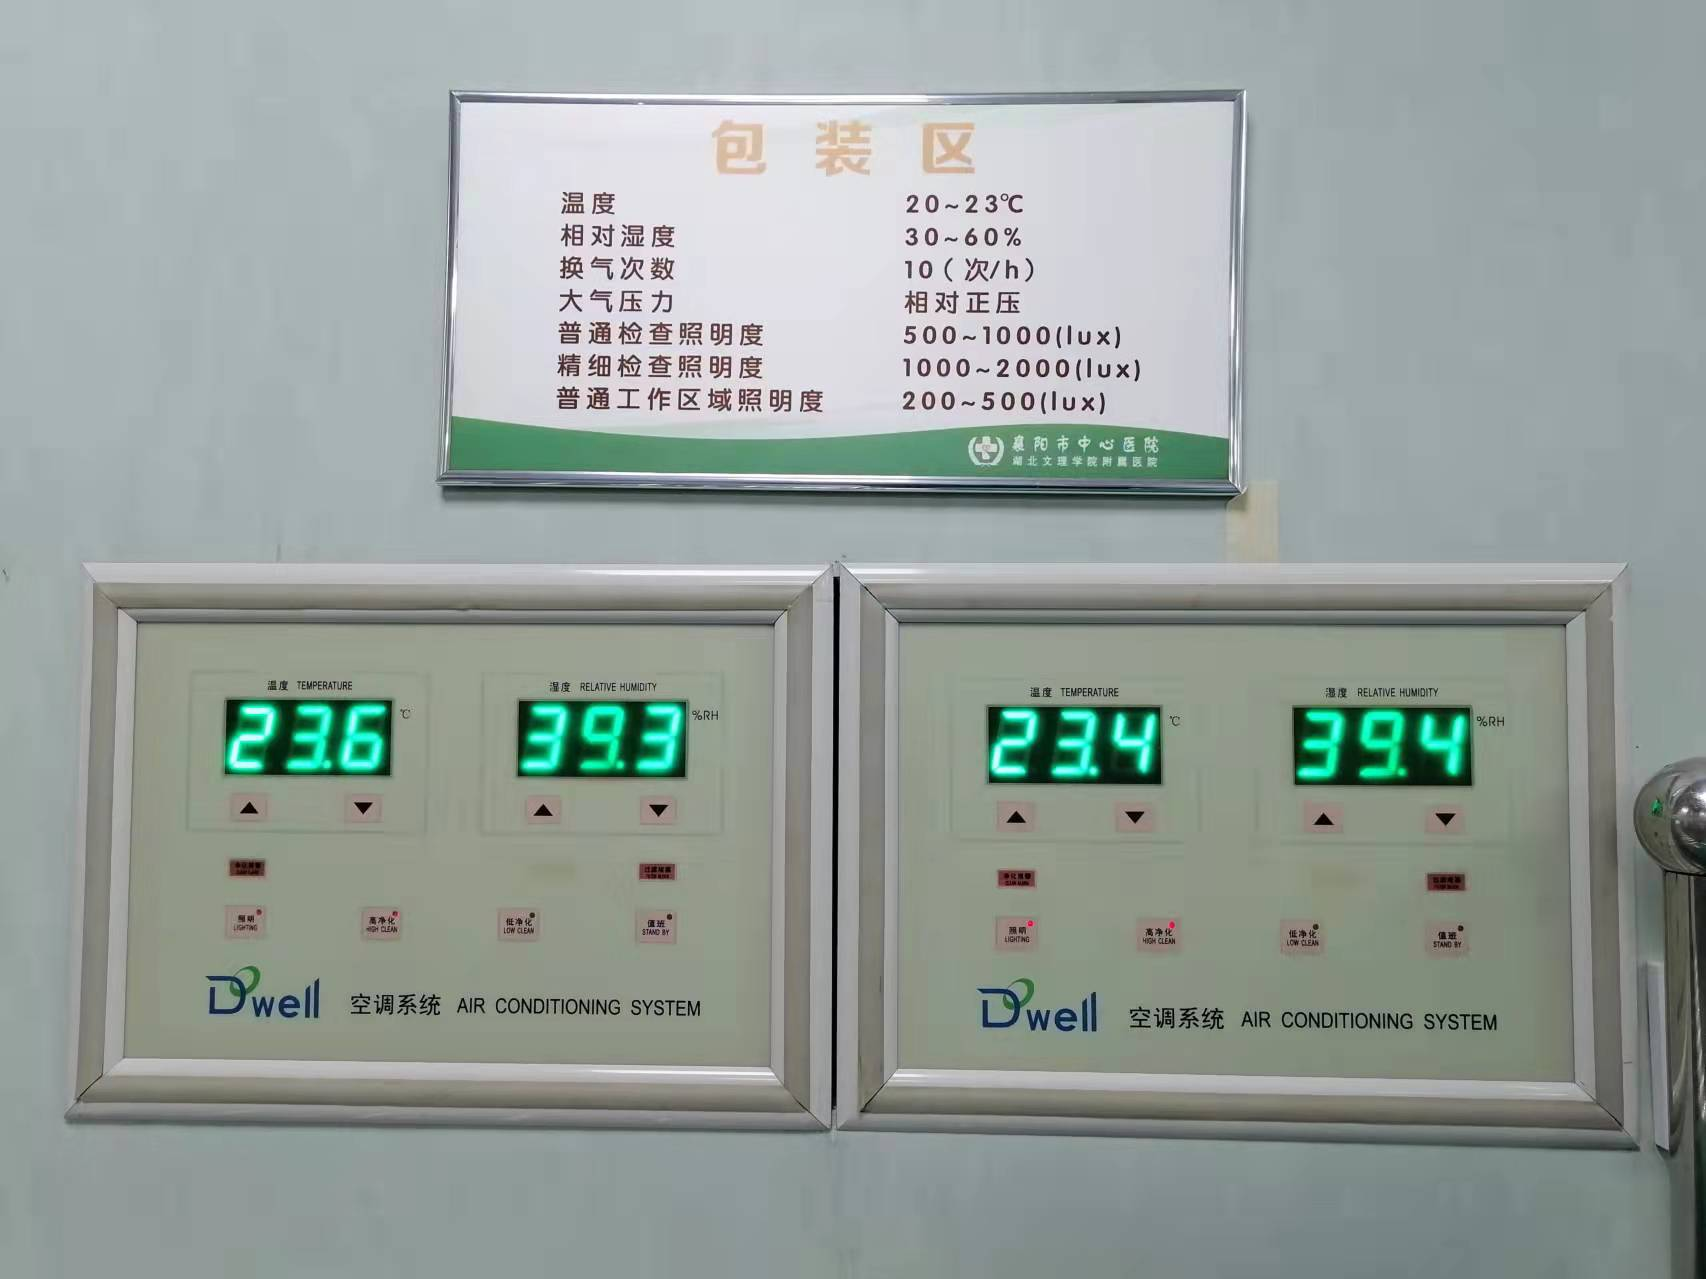 包装区
温度 20~23℃
相对湿度 30~60%
换气次数 10(次/h)
大气压力 相对正压
普通检查照明度 500~1000(lux)
精细检查照明度 1000~2000(lux)
普通工作区域照明度 200~500(lux)
襄阳市中心医院
湖北文理学院附属医院
温度 TEMPERATURE
23.6 ℃
湿度 RELATIVE HUMIDITY
39.3 %RH
▲ ▼ ▲ ▼
照明 LIGHTING
高净化 HIGH CLEAN
低净化 LOW CLEAN
值班 STAND BY
Dwell 空调系统 AIR CONDITIONING SYSTEM
温度 TEMPERATURE
23.4 ℃
湿度 RELATIVE HUMIDITY
39.4 %RH
▲ ▼ ▲ ▼
照明 LIGHTING
高净化 HIGH CLEAN
低净化 LOW CLEAN
值班 STAND BY
Dwell 空调系统 AIR CONDITIONING SYSTEM